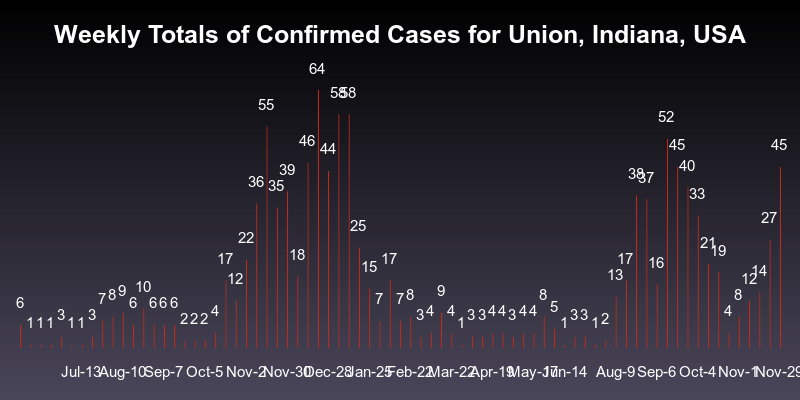 Weekly Totals of Confirmed Cases for Union, Indiana, USA
6 1 1 1 3 1 1 3 7 8 9 6 10 6 6 6 2 2 2 4 17 12 22 36 55 35 39 18 46 64 44 58 58 25 15 7 17 7 8 3 4 9 4 1 3 3 4 4 3 4 4 8 5 1 3 3 1 2 13 17 38 37 16 52 45 40 33 21 19 4 8 12 14 27 45
Jul-13 Aug-10 Sep-7 Oct-5 Nov-2 Nov-30 Dec-28 Jan-25 Feb-22 Mar-22 Apr-19 May-17 Jun-14 Aug-9 Sep-6 Oct-4 Nov-1 Nov-29